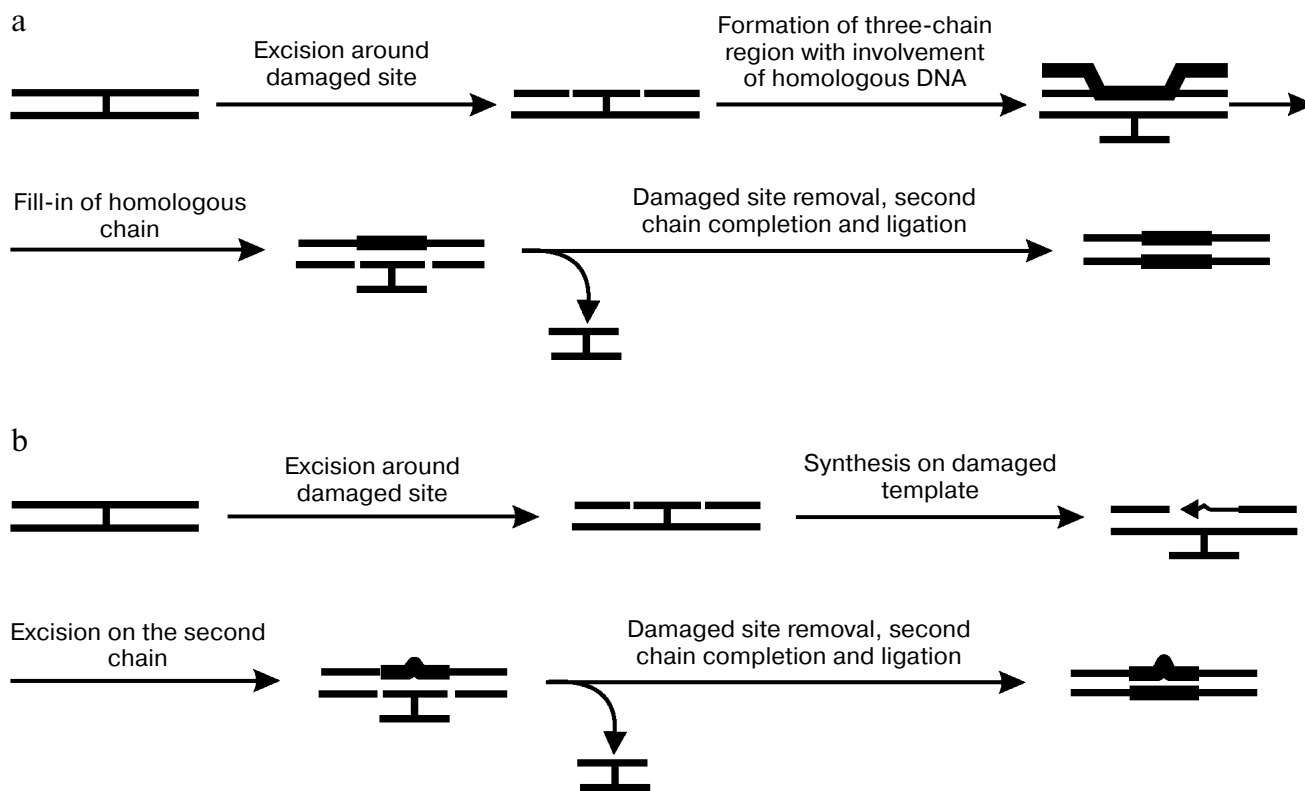 a
Excision around
damaged site
Formation of three-chain
region with involvement
of homologous DNA
Fill-in of homologous
chain
Damaged site removal, second
chain completion and ligation
b
Excision around
damaged site
Synthesis on damaged
template
Excision on the second
chain
Damaged site removal, second
chain completion and ligation